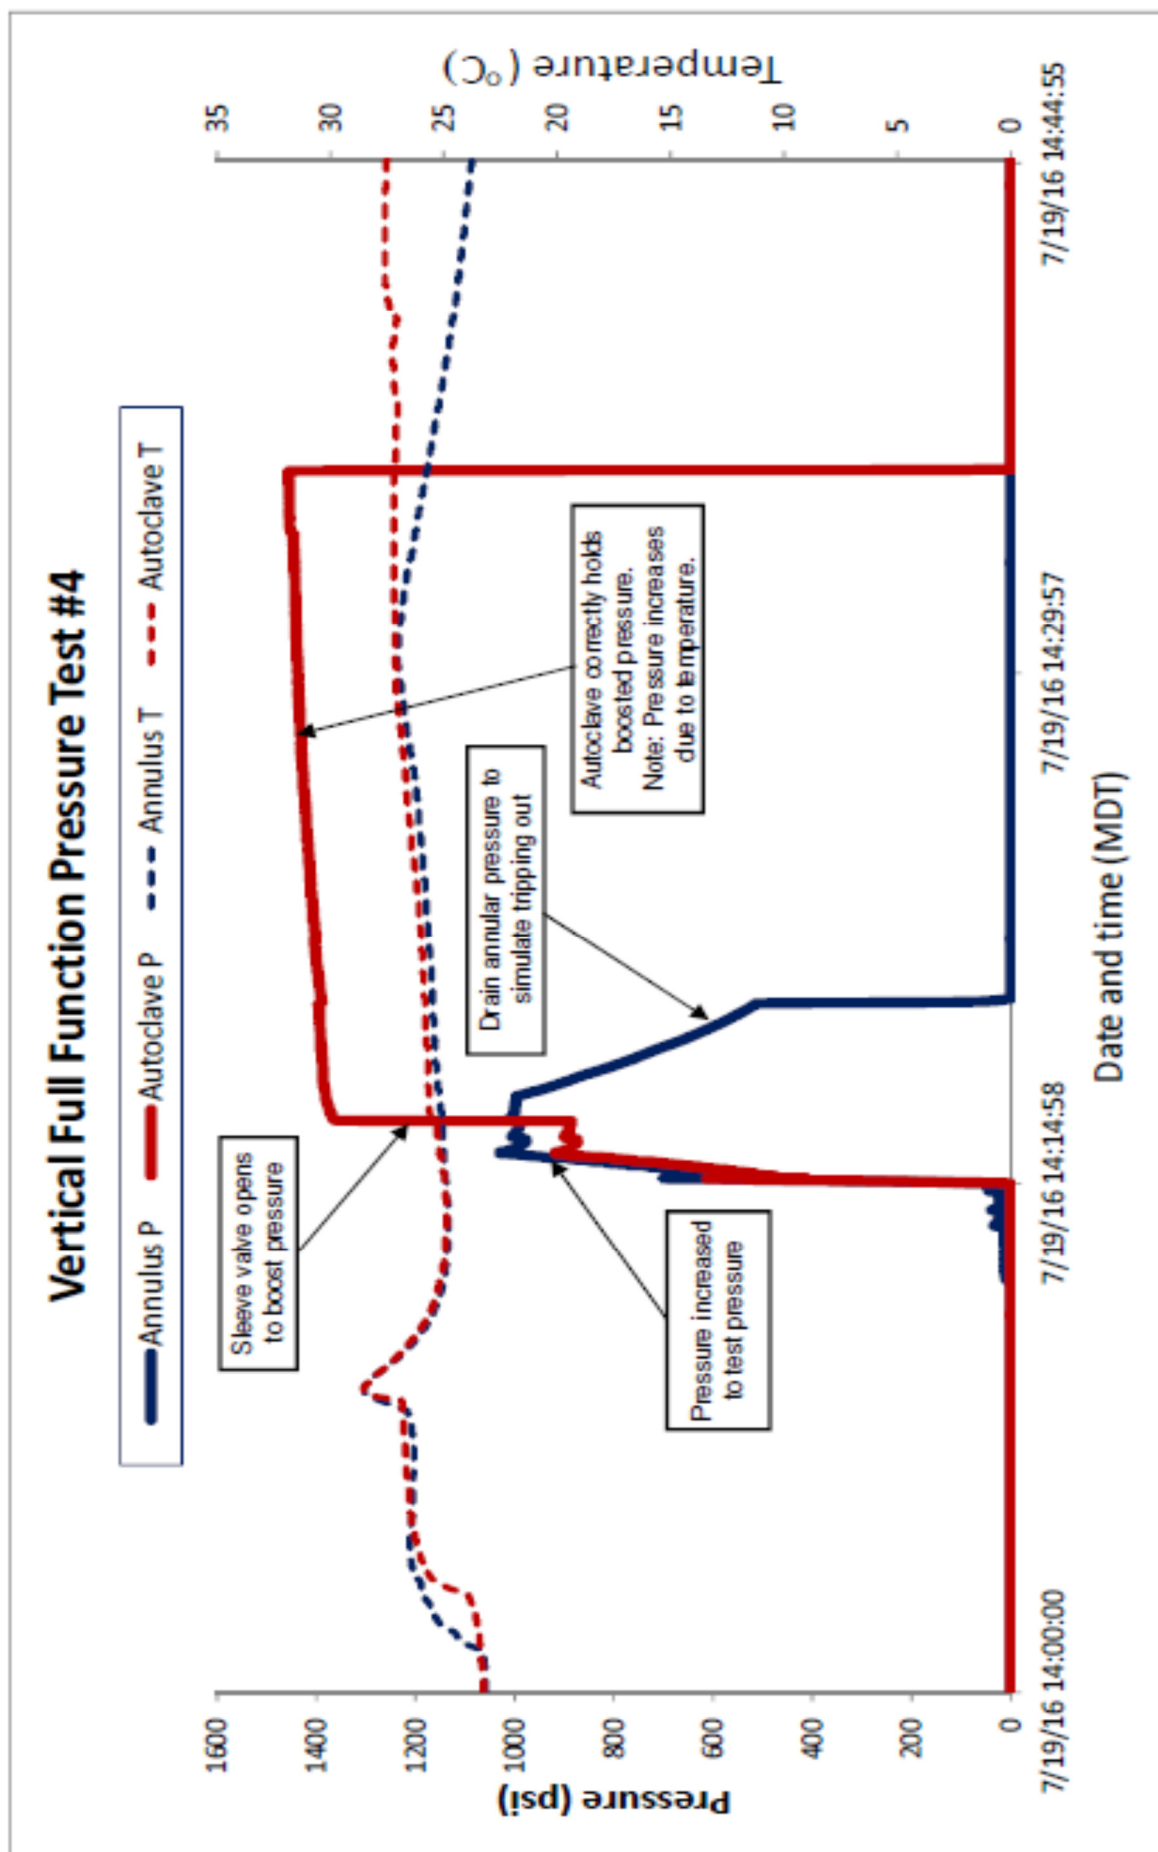 Vertical Full Function Pressure Test #4
Annulus P
Autoclave P
Annulus T
Autoclave T
Pressure (psi)
1600
1400
1200
1000
800
600
400
200
0
Temperature (°C)
35
30
25
20
15
10
5
0
Sleeve valve opens
to boost pressure
Pressure increased
to test pressure
Drain annular pressure to
simulate tripping out
Autoclave correctly holds
boosted pressure.
Note: Pressure increases
due to temperature.
7/19/16 14:00:00
7/19/16 14:14:58
7/19/16 14:29:57
7/19/16 14:44:55
Date and time (MDT)